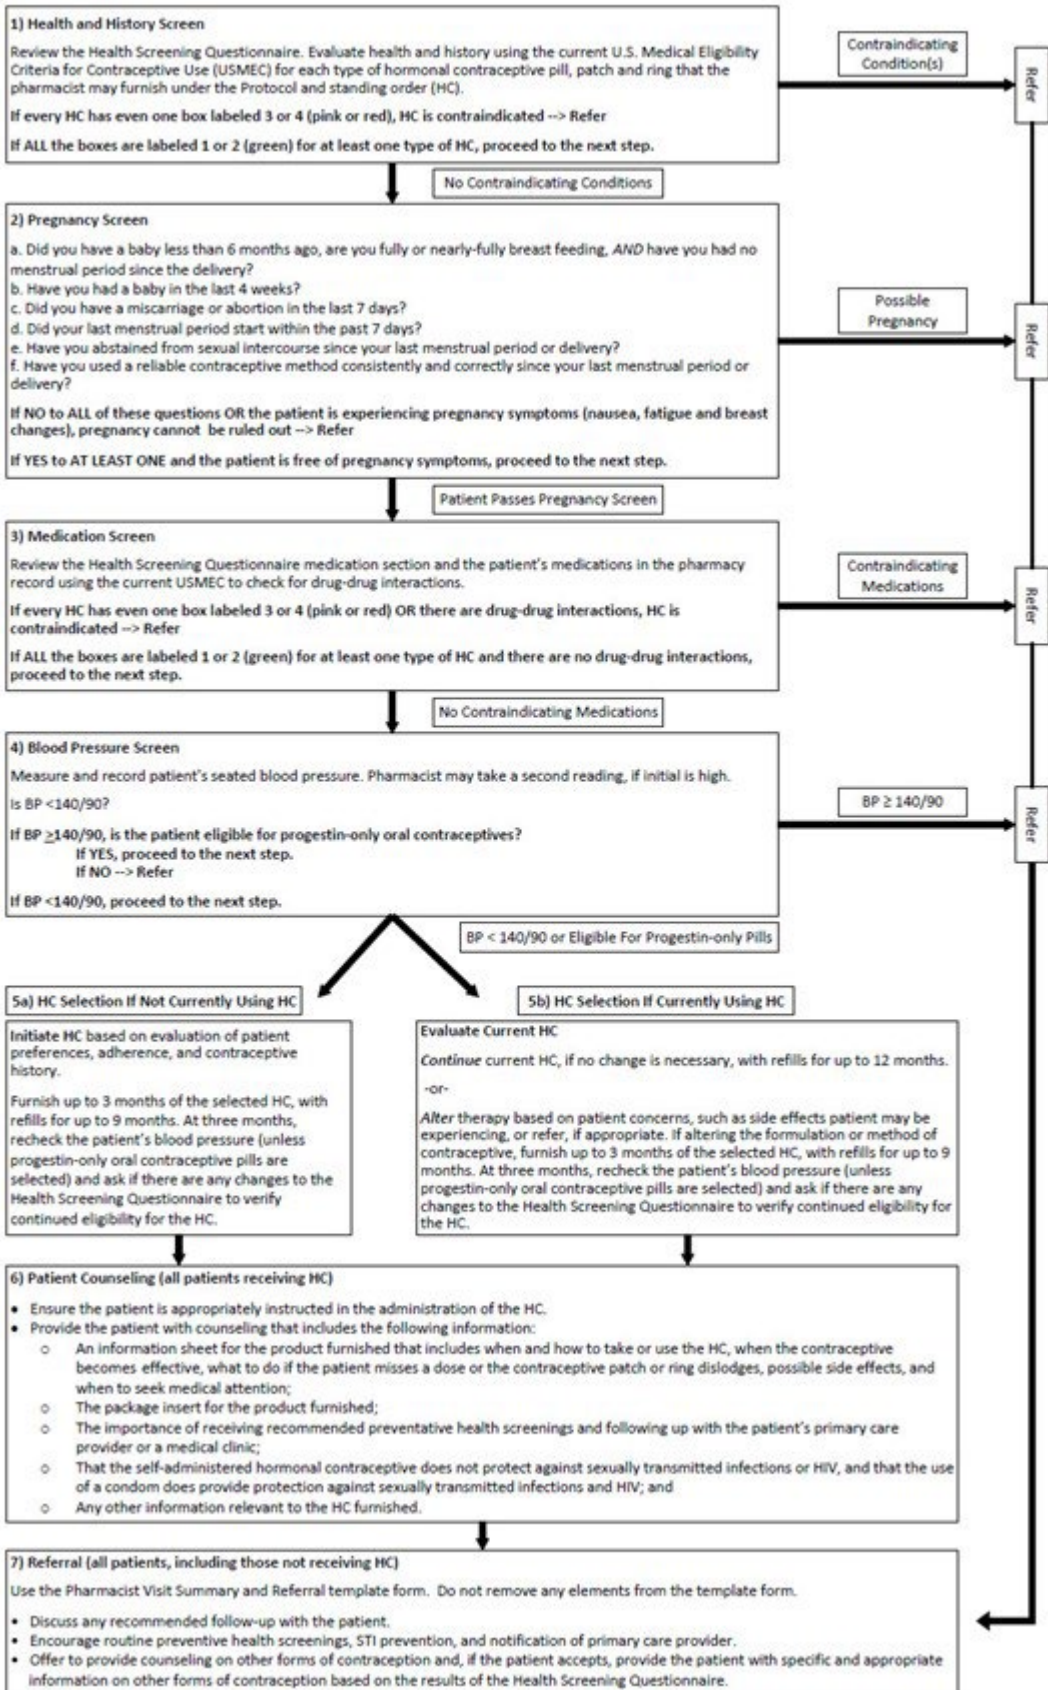 1) Health and History Screen
Review the Health Screening Questionnaire. Evaluate health and history using the current U.S. Medical Eligibility
Criteria for Contraceptive Use (USMEC) for each type of hormonal contraceptive pill, patch and ring that the
pharmacist may furnish under the Protocol and standing order (HC).
If every HC has even one box labeled 3 or 4 (pink or red), HC is contraindicated --> Refer
If ALL the boxes are labeled 1 or 2 (green) for at least one type of HC, proceed to the next step.
Contraindicating
Condition(s)
Refer
No Contraindicating Conditions
2) Pregnancy Screen
a. Did you have a baby less than 6 months ago, are you fully or nearly-fully breast feeding, AND have you had no
menstrual period since the delivery?
b. Have you had a baby in the last 4 weeks?
c. Did you have a miscarriage or abortion in the last 7 days?
d. Did your last menstrual period start within the past 7 days?
e. Have you abstained from sexual intercourse since your last menstrual period or delivery?
f. Have you used a reliable contraceptive method consistently and correctly since your last menstrual period or
delivery?
If NO to ALL of these questions OR the patient is experiencing pregnancy symptoms (nausea, fatigue and breast
changes), pregnancy cannot be ruled out --> Refer
If YES to AT LEAST ONE and the patient is free of pregnancy symptoms, proceed to the next step.
Possible
Pregnancy
Refer
Patient Passes Pregnancy Screen
3) Medication Screen
Review the Health Screening Questionnaire medication section and the patient's medications in the pharmacy
record using the current USMEC to check for drug-drug interactions.
If every HC has even one box labeled 3 or 4 (pink or red) OR there are drug-drug interactions, HC is
contraindicated --> Refer
If ALL the boxes are labeled 1 or 2 (green) for at least one type of HC and there are no drug-drug interactions,
proceed to the next step.
Contraindicating
Medications
Refer
No Contraindicating Medications
4) Blood Pressure Screen
Measure and record patient's seated blood pressure. Pharmacist may take a second reading, if initial is high.
Is BP <140/90?
If BP ≥140/90, is the patient eligible for progestin-only oral contraceptives?
If YES, proceed to the next step.
If NO --> Refer
If BP <140/90, proceed to the next step.
BP ≥ 140/90
Refer
BP < 140/90 or Eligible For Progestin-only Pills
5a) HC Selection If Not Currently Using HC
Initiate HC based on evaluation of patient
preferences, adherence, and contraceptive
history.
Furnish up to 3 months of the selected HC, with
refills for up to 9 months. At three months,
recheck the patient's blood pressure (unless
progestin-only oral contraceptive pills are
selected) and ask if there are any changes to the
Health Screening Questionnaire to verify
continued eligibility for the HC.
5b) HC Selection If Currently Using HC
Evaluate Current HC
Continue current HC, if no change is necessary, with refills for up to 12 months.
-or-
Alter therapy based on patient concerns, such as side effects patient may be
experiencing, or refer, if appropriate. If altering the formulation or method of
contraceptive, furnish up to 3 months of the selected HC, with refills for up to 9
months. At three months, recheck the patient's blood pressure (unless
progestin-only oral contraceptive pills are selected) and ask if there are any
changes to the Health Screening Questionnaire to verify continued eligibility for
the HC.
6) Patient Counseling (all patients receiving HC)
• Ensure the patient is appropriately instructed in the administration of the HC.
• Provide the patient with counseling that includes the following information:
o An information sheet for the product furnished that includes when and how to take or use the HC, when the contraceptive
becomes effective, what to do if the patient misses a dose or the contraceptive patch or ring dislodges, possible side effects, and
when to seek medical attention;
o The package insert for the product furnished;
o The importance of receiving recommended preventative health screenings and following up with the patient's primary care
provider or a medical clinic;
o That the self-administered hormonal contraceptive does not protect against sexually transmitted infections or HIV, and that the use
of a condom does provide protection against sexually transmitted infections and HIV; and
o Any other information relevant to the HC furnished.
7) Referral (all patients, including those not receiving HC)
Use the Pharmacist Visit Summary and Referral template form. Do not remove any elements from the template form.
• Discuss any recommended follow-up with the patient.
• Encourage routine preventive health screenings, STI prevention, and notification of primary care provider.
• Offer to provide counseling on other forms of contraception and, if the patient accepts, provide the patient with specific and appropriate
information on other forms of contraception based on the results of the Health Screening Questionnaire.